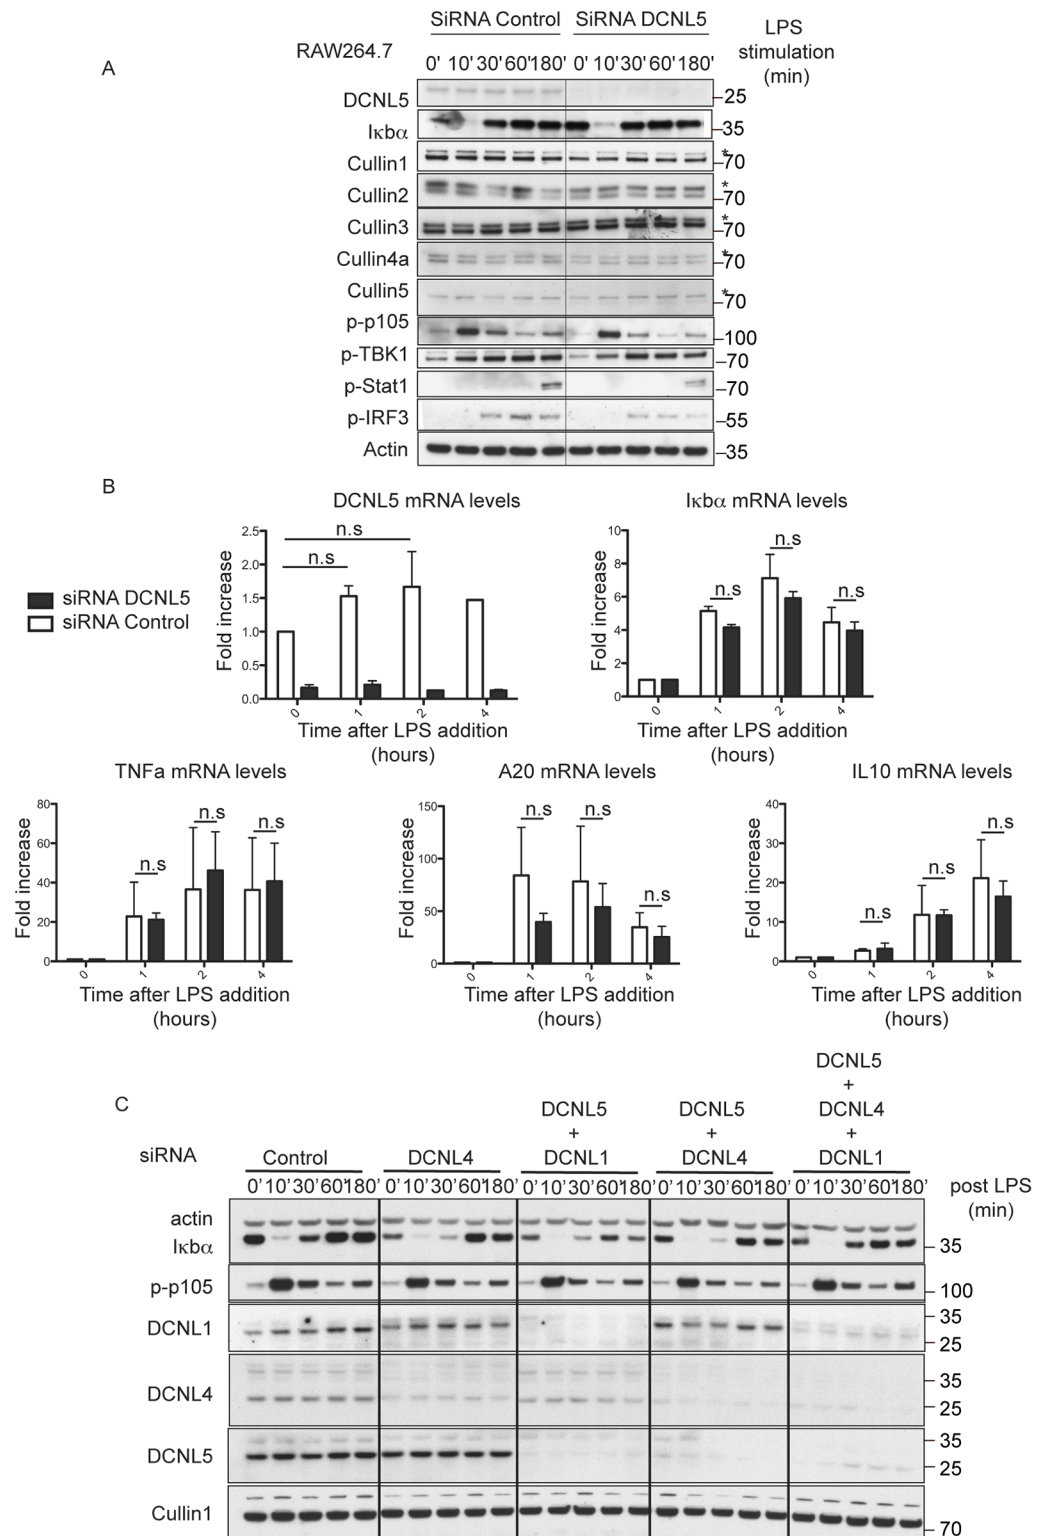 A
RAW264.7
SiRNA Control SiRNA DCNL5
LPS stimulation (min)
0' 10' 30' 60' 180' 0' 10' 30' 60' 180'
DCNL5 –25
Iκbα –35
Cullin1 * –70
Cullin2 * –70
Cullin3 * –70
Cullin4a * –70
Cullin5 * –70
p-p105 –100
p-TBK1 –70
p-Stat1 –70
p-IRF3 –55
Actin –35
B
siRNA DCNL5
siRNA Control
DCNL5 mRNA levels
Fold increase
2.5
2.0
1.5
1.0
0.5
0.0
n.s
n.s
0 1 2 4
Time after LPS addition
(hours)
Iκbα mRNA levels
Fold increase
10
8
6
4
2
0
n.s
n.s
n.s
0 1 2 4
Time after LPS addition
(hours)
TNFa mRNA levels
Fold increase
80
60
40
20
0
n.s
n.s
n.s
0 1 2 4
Time after LPS addition
(hours)
A20 mRNA levels
Fold increase
150
100
50
0
n.s
n.s
n.s
0 1 2 4
Time after LPS addition
(hours)
IL10 mRNA levels
Fold increase
40
30
20
10
0
n.s
n.s
n.s
0 1 2 4
Time after LPS addition
(hours)
C
siRNA
Control
DCNL4
DCNL5
+
DCNL1
DCNL5
+
DCNL4
DCNL5
+
DCNL4
+
DCNL1
0' 10' 30' 60' 180' 0' 10' 30' 60' 180' 0' 10' 30' 60' 180' 0' 10' 30' 60' 180' 0' 10' 30' 60' 180'
post LPS
(min)
actin
Iκbα – 35
p-p105 – 100
DCNL1 – 35
– 25
DCNL4 – 35
– 25
DCNL5 – 35
– 25
Cullin1 – 70